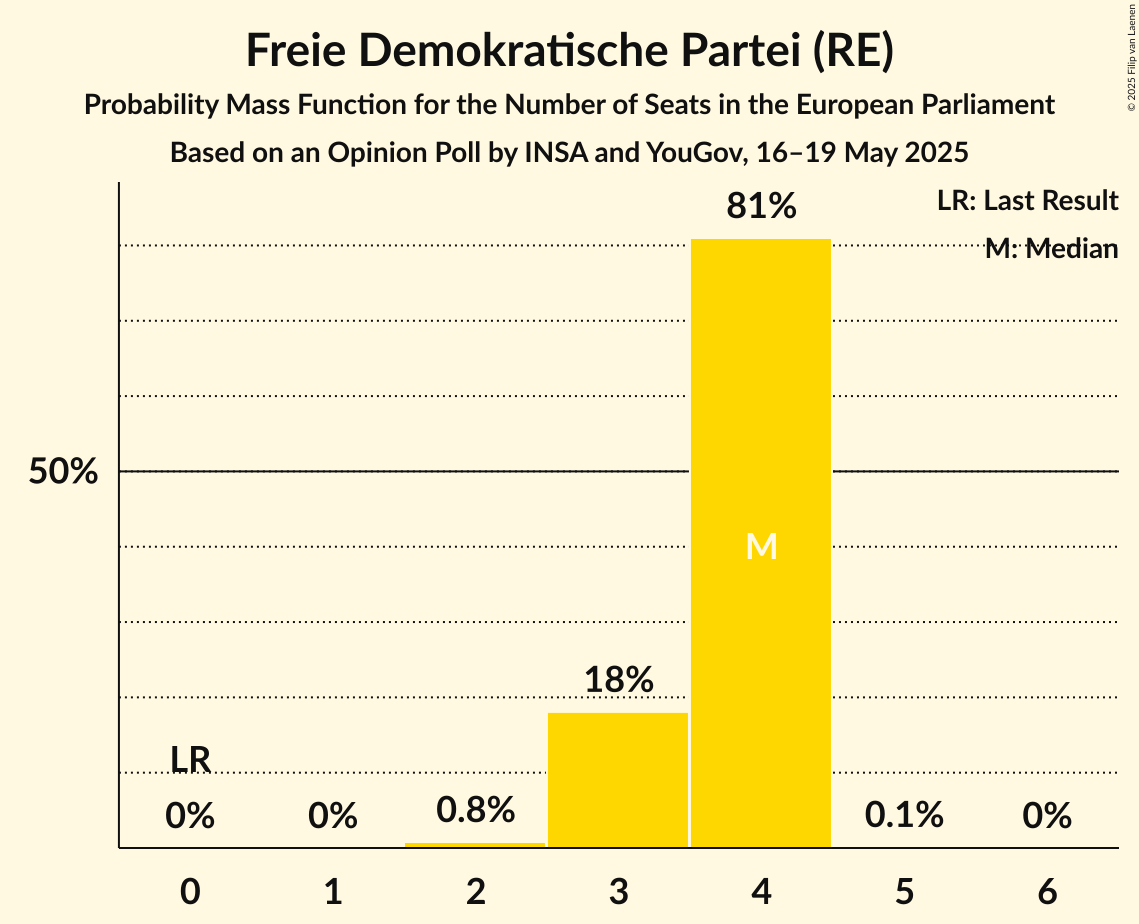 Freie Demokratische Partei (RE)
Probability Mass Function for the Number of Seats in the European Parliament
Based on an Opinion Poll by INSA and YouGov, 16–19 May 2025
© 2025 Filip van Laenen
LR: Last Result
M: Median
81%
50%
M
18%
LR
0%
0%
0.8%
0.1%
0%
0
1
2
3
4
5
6